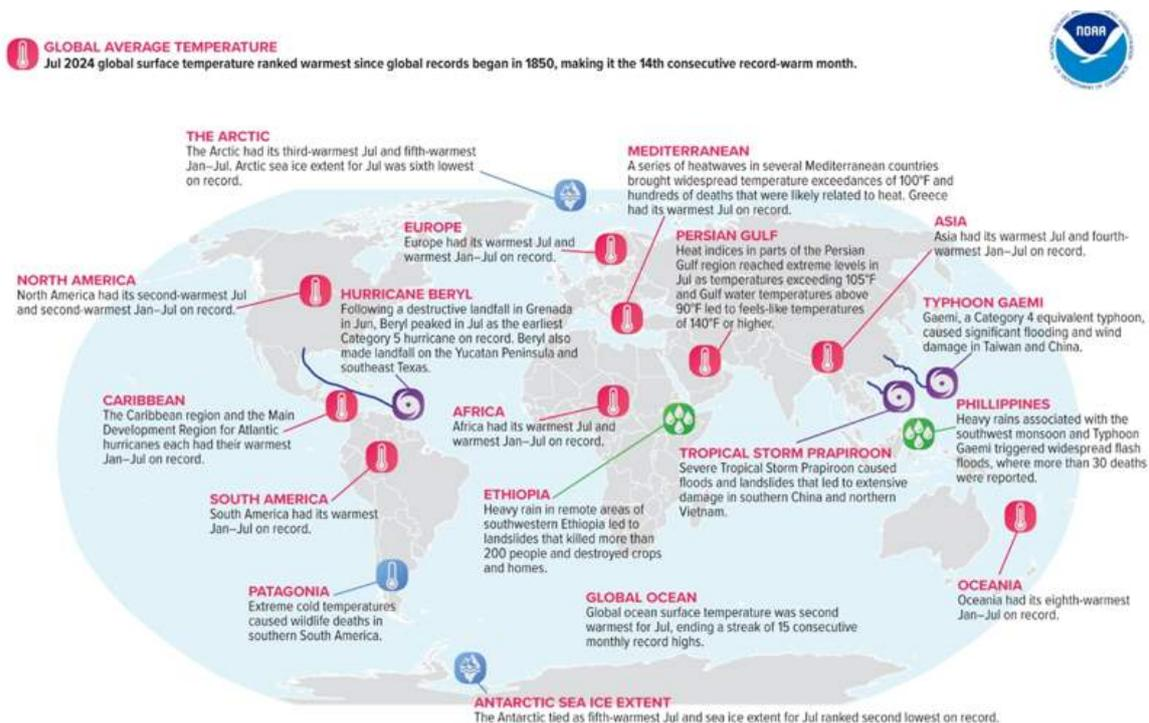 NOAA
GLOBAL AVERAGE TEMPERATURE
Jul 2024 global surface temperature ranked warmest since global records began in 1850, making it the 14th consecutive record-warm month.
THE ARCTIC
The Arctic had its third-warmest Jul and fifth-warmest
Jan–Jul. Arctic sea ice extent for Jul was sixth lowest
on record.
MEDITERRANEAN
A series of heatwaves in several Mediterranean countries
brought widespread temperature exceedances of 100°F and
hundreds of deaths that were likely related to heat. Greece
had its warmest Jul on record.
EUROPE
Europe had its warmest Jul and
warmest Jan–Jul on record.
PERSIAN GULF
Heat indices in parts of the Persian
Gulf region reached extreme levels in
Jul as temperatures exceeding 105°F
and Gulf water temperatures above
90°F led to feels-like temperatures
of 140°F or higher.
ASIA
Asia had its warmest Jul and fourth-
warmest Jan–Jul on record.
NORTH AMERICA
North America had its second-warmest Jul
and second-warmest Jan–Jul on record.
HURRICANE BERYL
Following a destructive landfall in Grenada
in Jun, Beryl peaked in Jul as the earliest
Category 5 hurricane on record. Beryl also
made landfall on the Yucatan Peninsula and
southeast Texas.
TYPHOON GAEMI
Gaemi, a Category 4 equivalent typhoon,
caused significant flooding and wind
damage in Taiwan and China.
CARIBBEAN
The Caribbean region and the Main
Development Region for Atlantic
hurricanes each had their warmest
Jan–Jul on record.
AFRICA
Africa had its warmest Jul and
warmest Jan–Jul on record.
PHILLIPPINES
Heavy rains associated with the
southwest monsoon and Typhoon
Gaemi triggered widespread flash
floods, where more than 30 deaths
were reported.
TROPICAL STORM PRAPIROON
Severe Tropical Storm Prapiroon caused
floods and landslides that led to extensive
damage in southern China and northern
Vietnam.
SOUTH AMERICA
South America had its warmest
Jan–Jul on record.
ETHIOPIA
Heavy rain in remote areas of
southwestern Ethiopia led to
landslides that killed more than
200 people and destroyed crops
and homes.
PATAGONIA
Extreme cold temperatures
caused wildlife deaths in
southern South America.
GLOBAL OCEAN
Global ocean surface temperature was second
warmest for Jul, ending a streak of 15 consecutive
monthly record highs.
OCEANIA
Oceania had its eighth-warmest
Jan–Jul on record.
ANTARCTIC SEA ICE EXTENT
The Antarctic tied as fifth-warmest Jul and sea ice extent for Jul ranked second lowest on record.